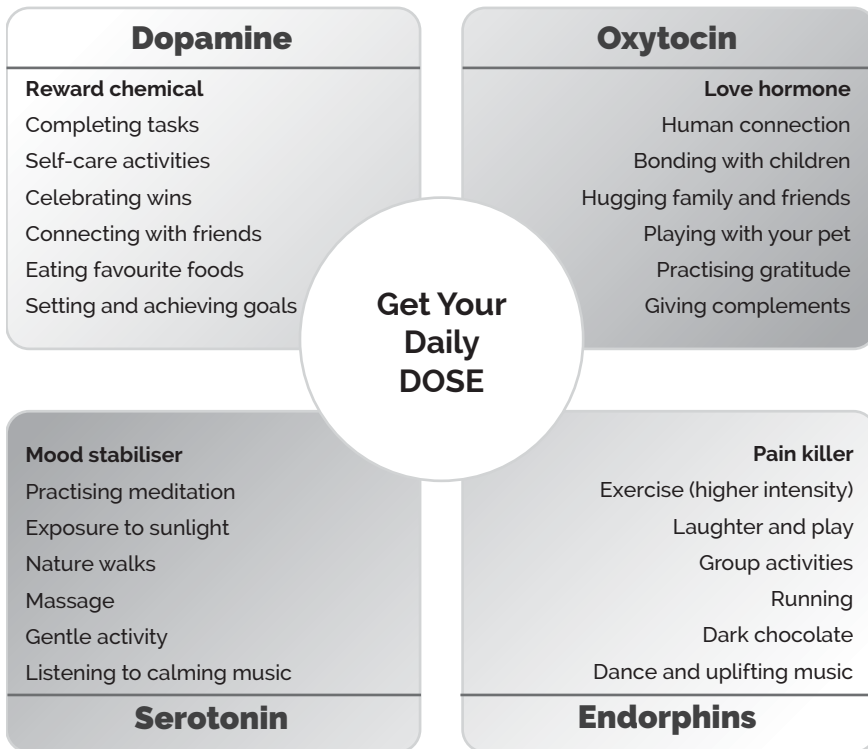 Dopamine
Reward chemical
Completing tasks
Self-care activities
Celebrating wins
Connecting with friends
Eating favourite foods
Setting and achieving goals
Oxytocin
Love hormone
Human connection
Bonding with children
Hugging family and friends
Playing with your pet
Practising gratitude
Giving complements
Get Your
Daily
DOSE
Mood stabiliser
Practising meditation
Exposure to sunlight
Nature walks
Massage
Gentle activity
Listening to calming music
Serotonin
Pain killer
Exercise (higher intensity)
Laughter and play
Group activities
Running
Dark chocolate
Dance and uplifting music
Endorphins